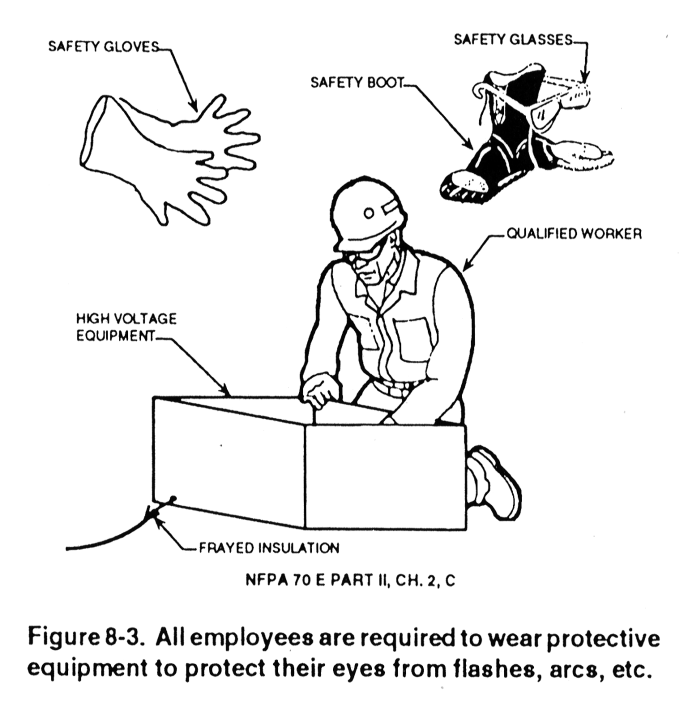 SAFETY GLOVES
SAFETY GLASSES
SAFETY BOOT
QUALIFIED WORKER
HIGH VOLTAGE
EQUIPMENT
FRAYED INSULATION
NFPA 70 E PART II, CH. 2, C
Figure 8-3. All employees are required to wear protective
equipment to protect their eyes from flashes, arcs, etc.